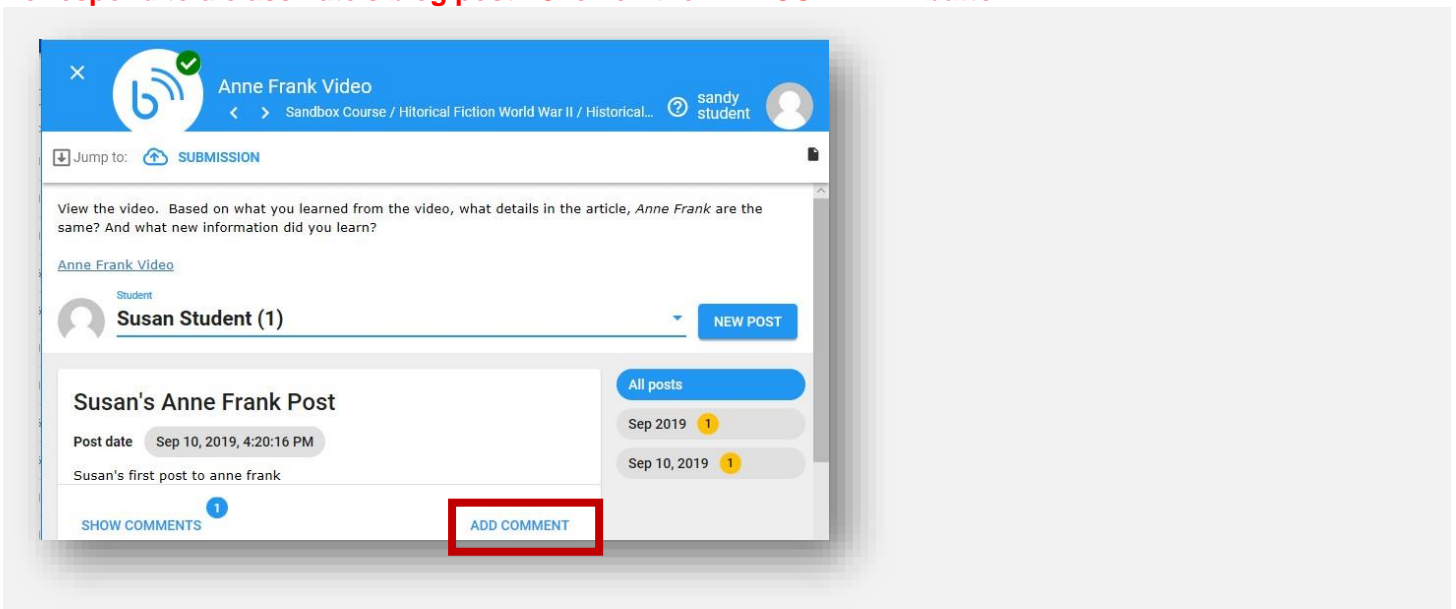 Anne Frank Video
< > Sandbox Course / Hitorical Fiction World War II / Historical...
sandy
student
Jump to: SUBMISSION
View the video. Based on what you learned from the video, what details in the article, Anne Frank are the
same? And what new information did you learn?
Anne Frank Video
Student
Susan Student (1)
NEW POST
Susan's Anne Frank Post
Post date Sep 10, 2019, 4:20:16 PM
Susan's first post to anne frank
SHOW COMMENTS 1
ADD COMMENT
All posts
Sep 2019 1
Sep 10, 2019 1